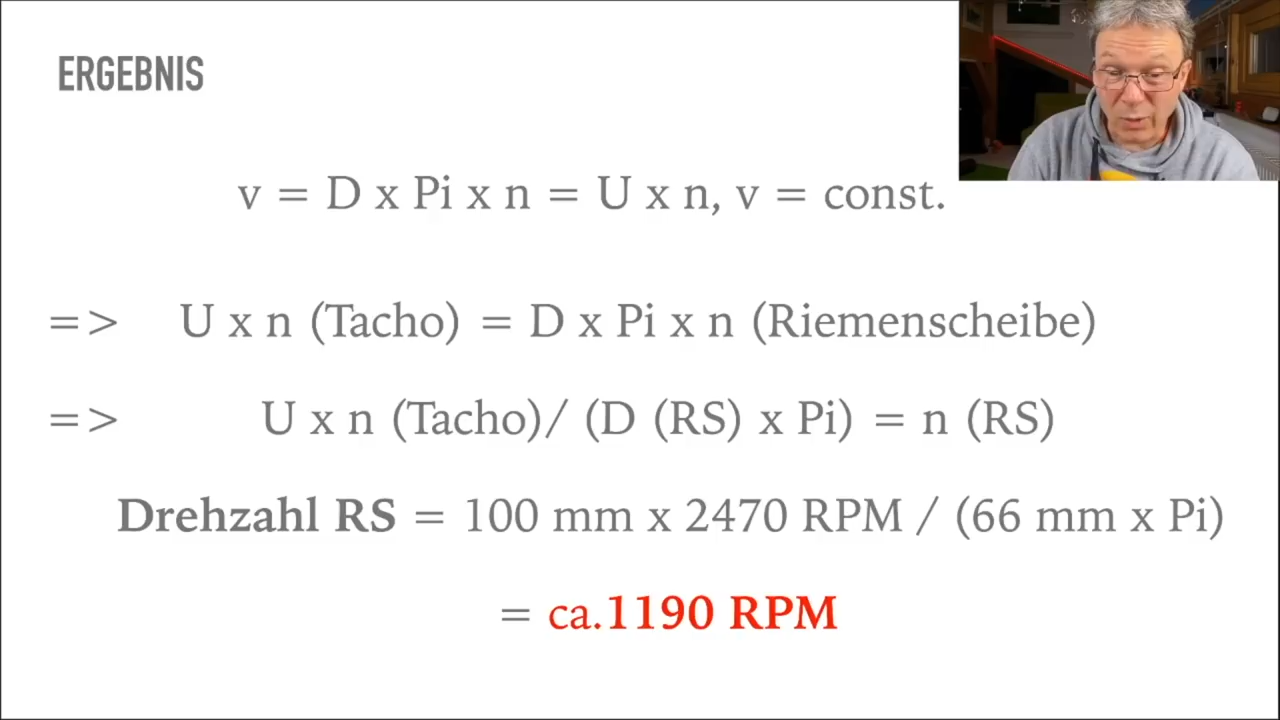 ERGEBNIS
v = D x Pi x n = U x n, v = const.
=> U x n (Tacho) = D x Pi x n (Riemenscheibe)
=> U x n (Tacho)/ (D (RS) x Pi) = n (RS)
Drehzahl RS = 100 mm x 2470 RPM / (66 mm x Pi)
= ca.1190 RPM